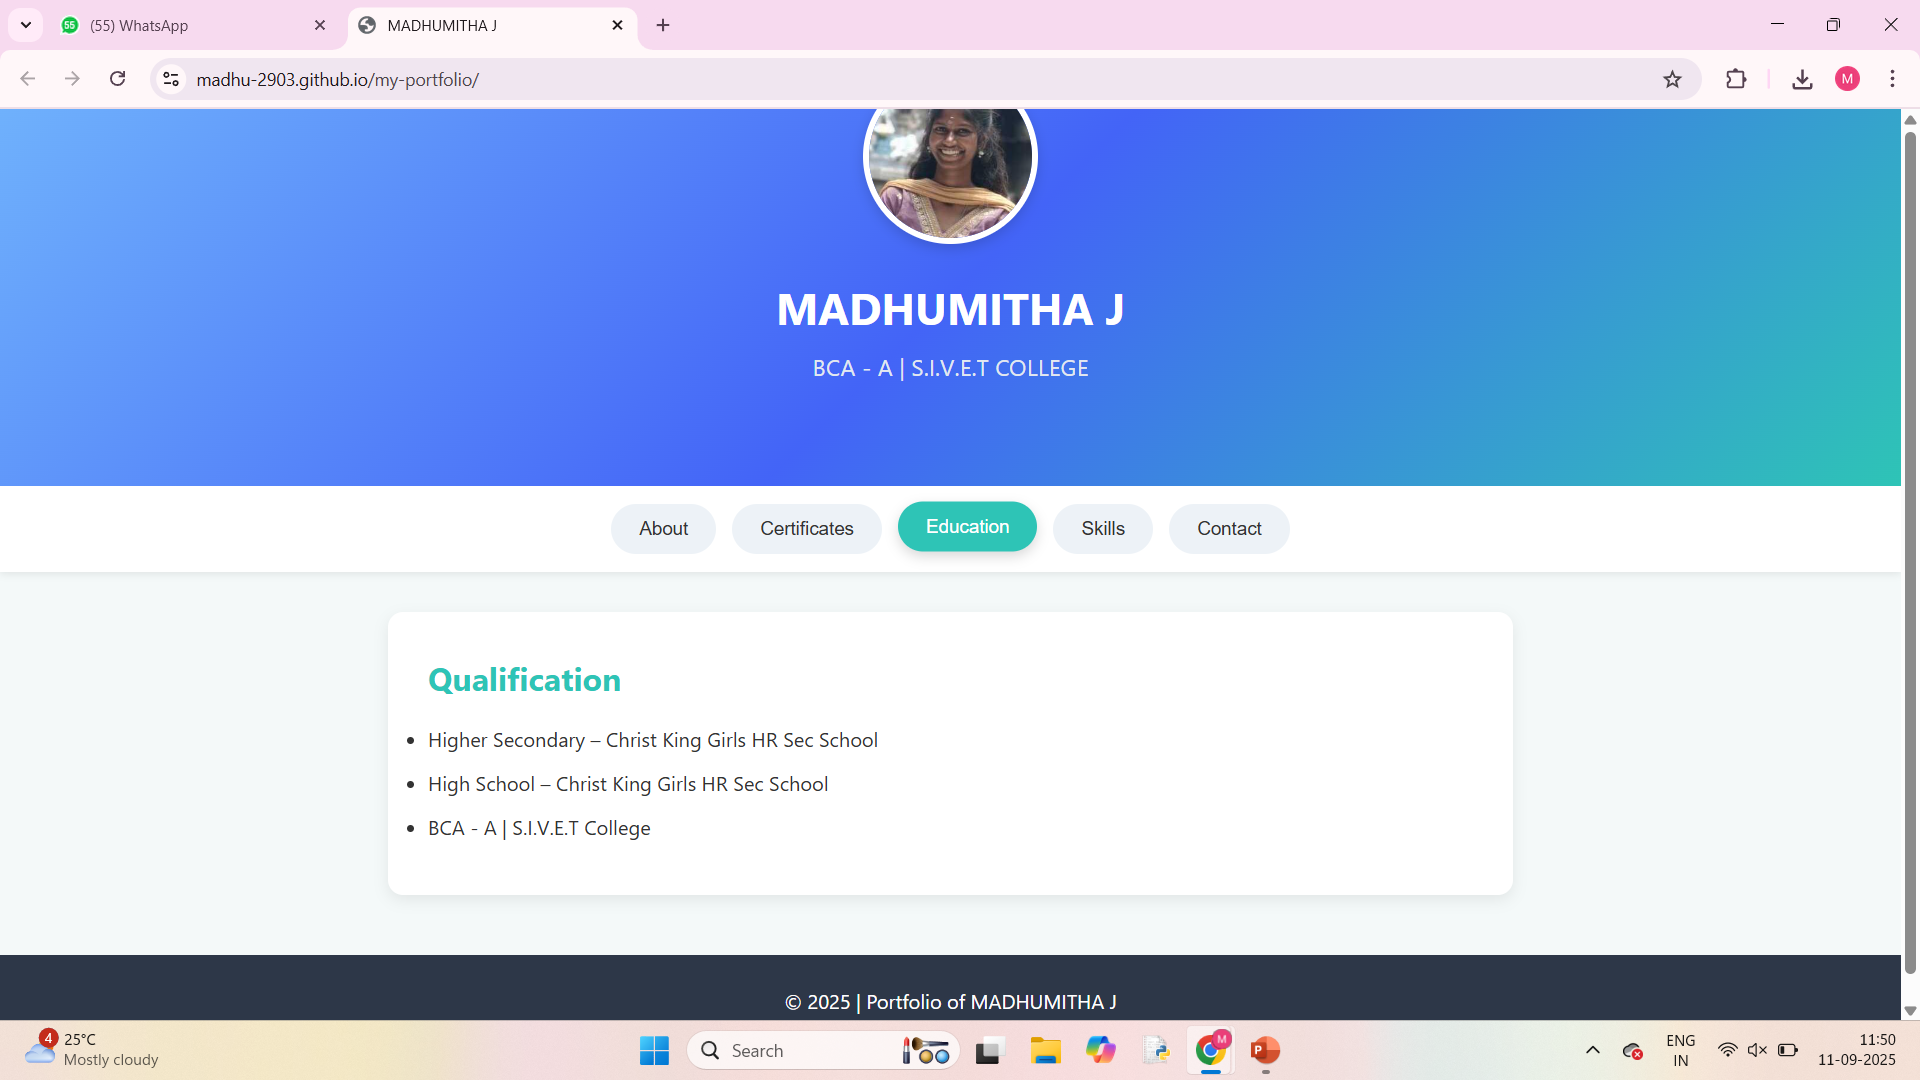 55
(55) WhatsApp
MADHUMITHA J
madhu-2903.github.io/my-portfolio/
M
MADHUMITHA J
BCA - A | S.I.V.E.T COLLEGE
About
Certificates
Education
Skills
Contact
Qualification
• Higher Secondary – Christ King Girls HR Sec School
• High School – Christ King Girls HR Sec School
• BCA - A | S.I.V.E.T College
© 2025 | Portfolio of MADHUMITHA J
4
25°C
Mostly cloudy
Search
M
P
ENG
IN
11:50
11-09-2025